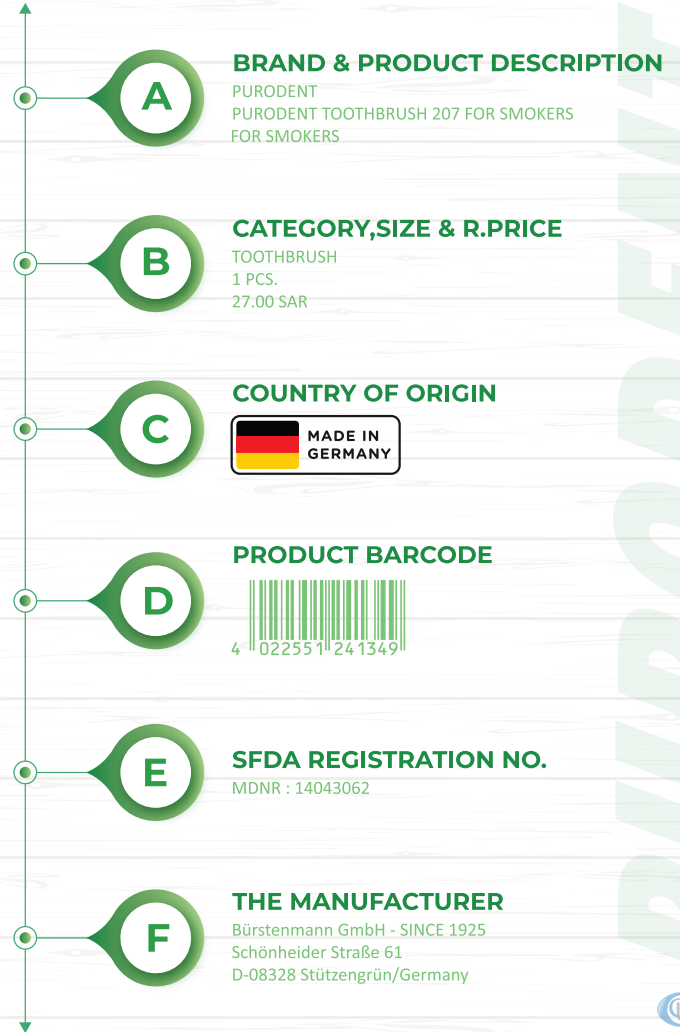 A
BRAND & PRODUCT DESCRIPTION
PURODENT
PURODENT TOOTHBRUSH 207 FOR SMOKERS
FOR SMOKERS
B
CATEGORY,SIZE & R.PRICE
TOOTHBRUSH
1 PCS.
27.00 SAR
C
COUNTRY OF ORIGIN
MADE IN
GERMANY
D
PRODUCT BARCODE
4 022551 241349
E
SFDA REGISTRATION NO.
MDNR : 14043062
F
THE MANUFACTURER
Bürstenmann GmbH - SINCE 1925
Schönheider Straße 61
D-08328 Stützengrün/Germany
PURODENT